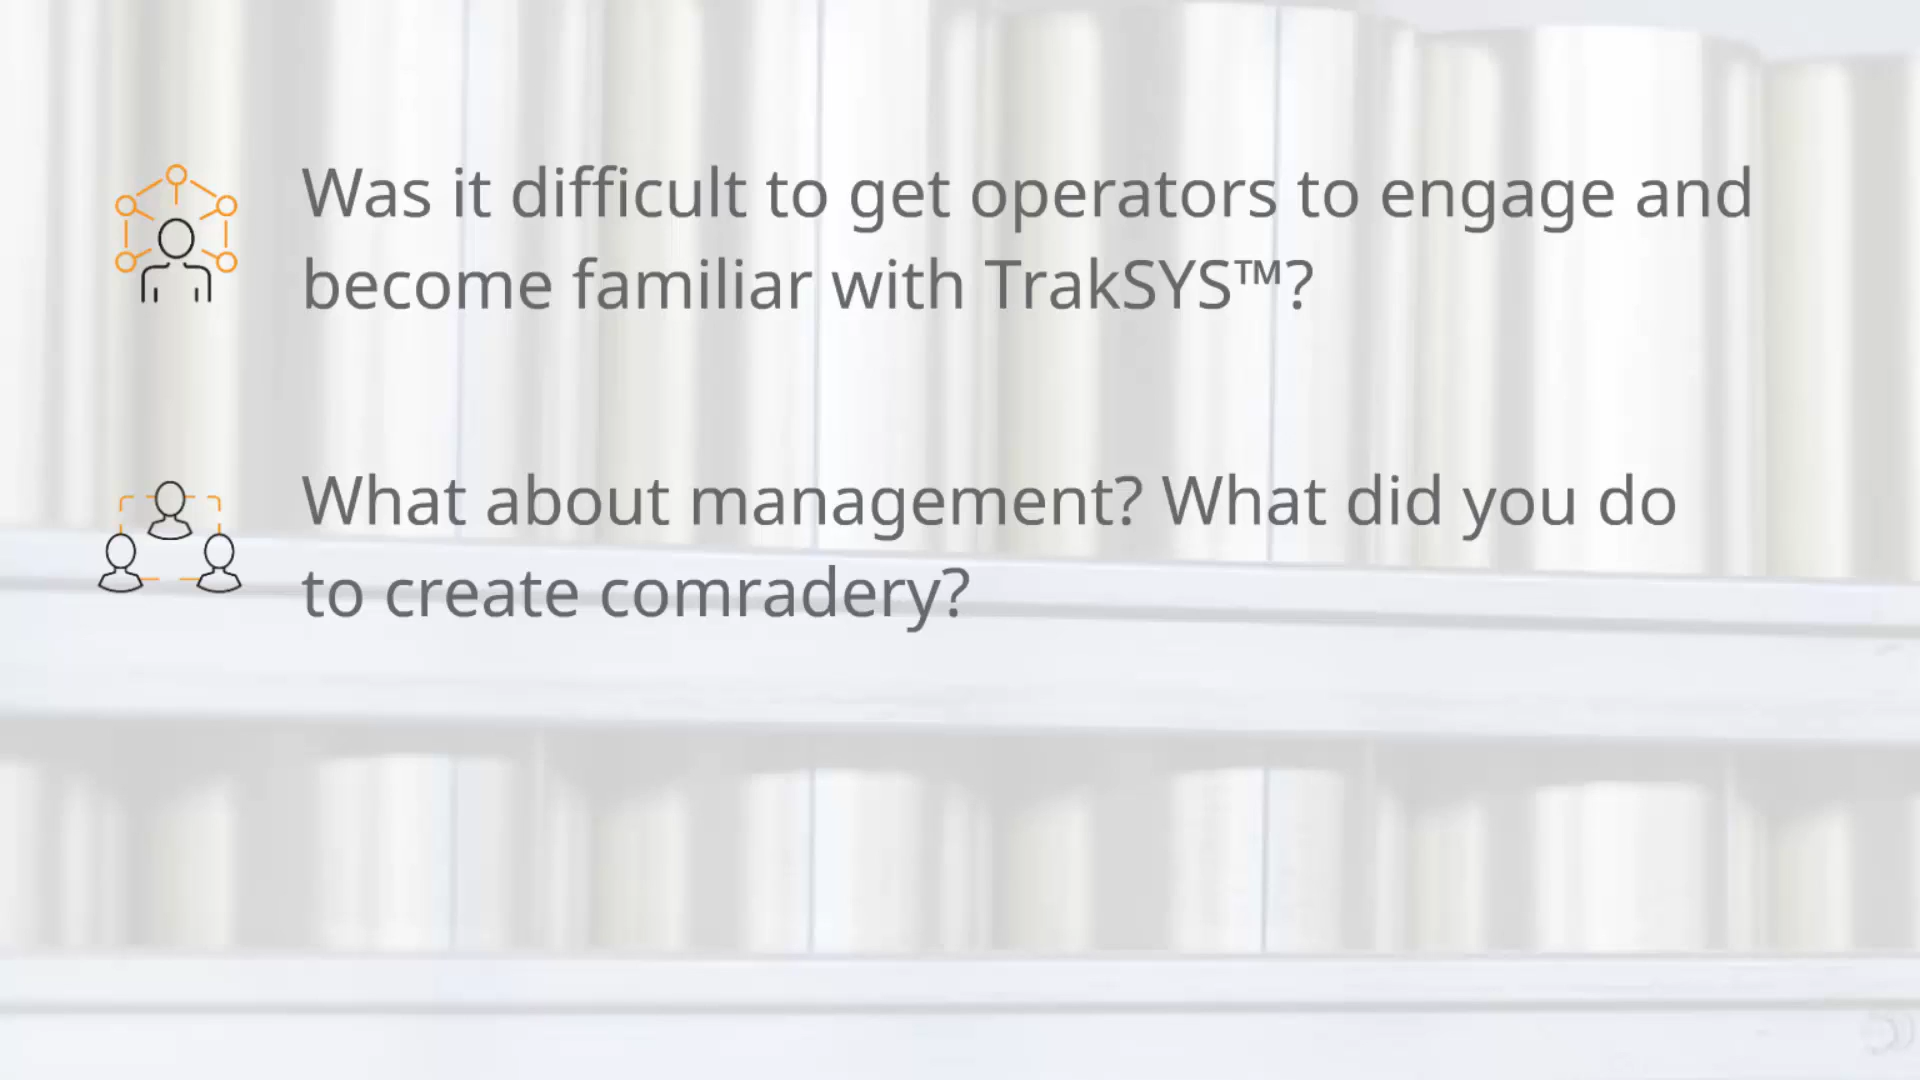 Was it difficult to get operators to engage and
become familiar with TrakSYS™?
What about management? What did you do
to create comradery?